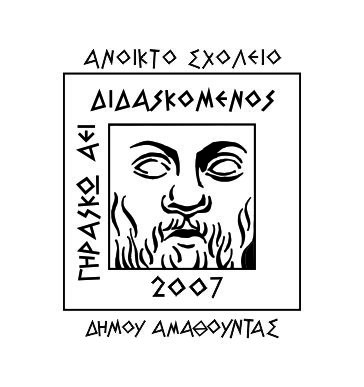 ΑΝΟΙΚΤΟ ΣΧΟΛΕΙΟ
ΓΗΡΑΣΚΩ ΑΕΙ
ΔΙΔΑΣΚΟΜΕΝΟΣ
2007
ΔΗΜΟΥ ΑΜΑΘΟΥΝΤΑΣ